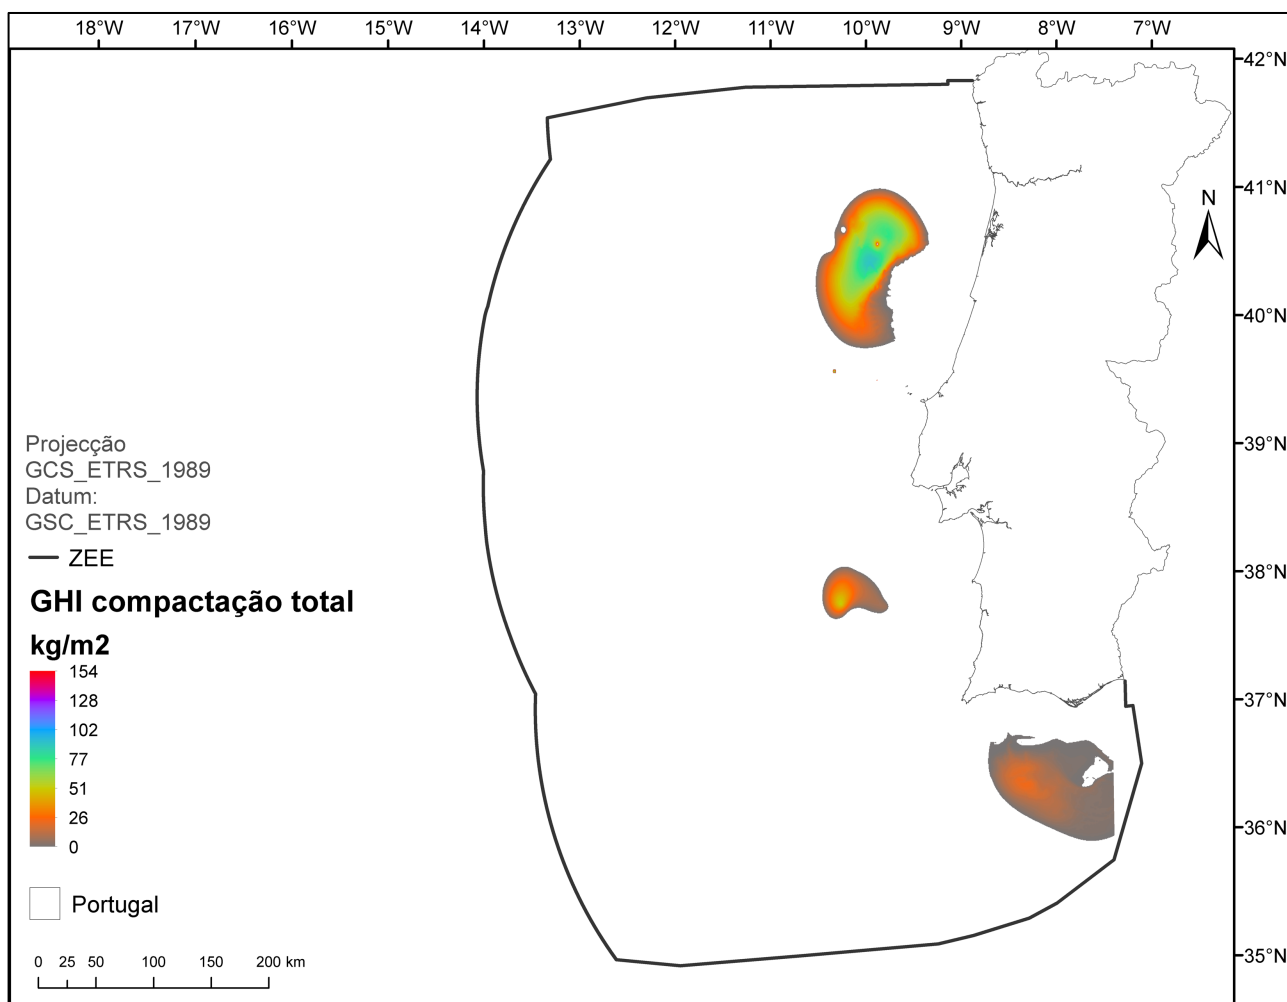 18°W 17°W 16°W 15°W 14°W 13°W 12°W 11°W 10°W 9°W 8°W 7°W
42°N
41°N
N
40°N
39°N
38°N
37°N
36°N
35°N
Projecção
GCS_ETRS_1989
Datum:
GSC_ETRS_1989
ZEE
GHI compactação total
kg/m2
154
128
102
77
51
26
0
Portugal
0 25 50 100 150 200 km